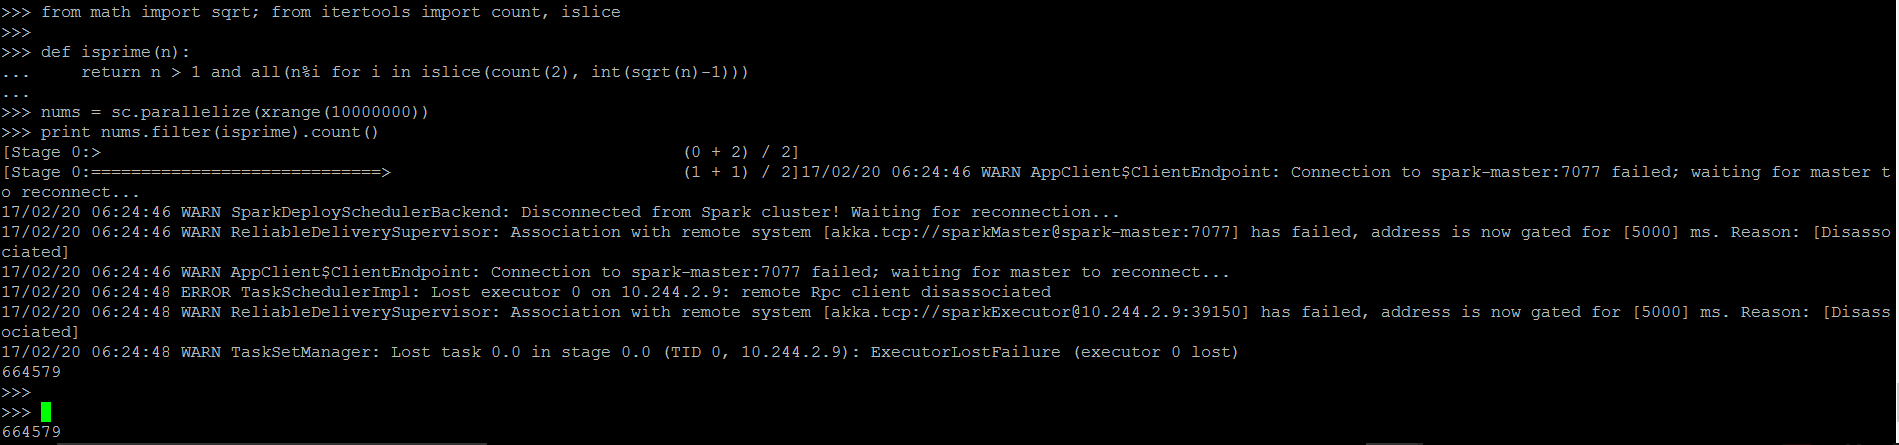 >>> from math import sqrt; from itertools import count, islice
>>>
>>> def isprime(n):
...     return n > 1 and all(n%i for i in islice(count(2), int(sqrt(n)-1)))
...
>>> nums = sc.parallelize(xrange(10000000))
>>> print nums.filter(isprime).count()
[Stage 0:>                                                          (0 + 2) / 2]
[Stage 0:=============================>                             (1 + 1) / 2]17/02/20 06:24:46 WARN AppClient$ClientEndpoint: Connection to spark-master:7077 failed; waiting for master t
o reconnect...
17/02/20 06:24:46 WARN SparkDeploySchedulerBackend: Disconnected from Spark cluster! Waiting for reconnection...
17/02/20 06:24:46 WARN ReliableDeliverySupervisor: Association with remote system [akka.tcp://sparkMaster@spark-master:7077] has failed, address is now gated for [5000] ms. Reason: [Disasso
ciated]
17/02/20 06:24:46 WARN AppClient$ClientEndpoint: Connection to spark-master:7077 failed; waiting for master to reconnect...
17/02/20 06:24:48 ERROR TaskSchedulerImpl: Lost executor 0 on 10.244.2.9: remote Rpc client disassociated
17/02/20 06:24:48 WARN ReliableDeliverySupervisor: Association with remote system [akka.tcp://sparkExecutor@10.244.2.9:39150] has failed, address is now gated for [5000] ms. Reason: [Disass
ociated]
17/02/20 06:24:48 WARN TaskSetManager: Lost task 0.0 in stage 0.0 (TID 0, 10.244.2.9): ExecutorLostFailure (executor 0 lost)
664579
>>>
>>>
664579